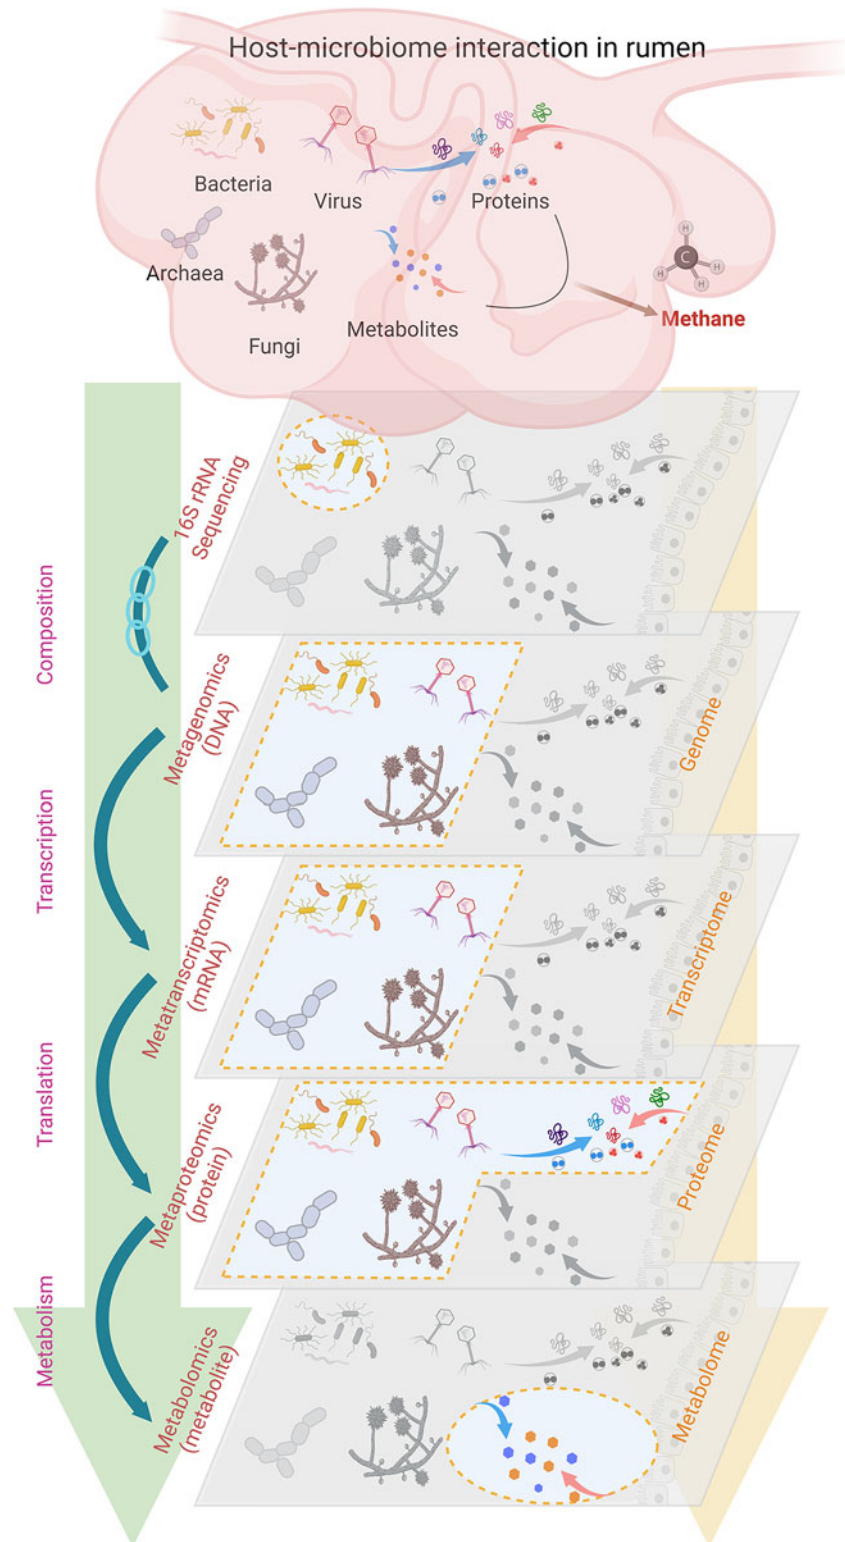 Host-microbiome interaction in rumen
Bacteria
Virus
Proteins
Archaea
Fungi
Metabolites
H
H
C
H
H
Methane
16S rRNA
Sequencing
Composition
Metagenomics
(DNA)
Genome
Transcription
Metatranscriptomics
(mRNA)
Transcriptome
Translation
Metaproteomics
(protein)
Proteome
Metabolism
Metabolomics
(metabolite)
Metabolome